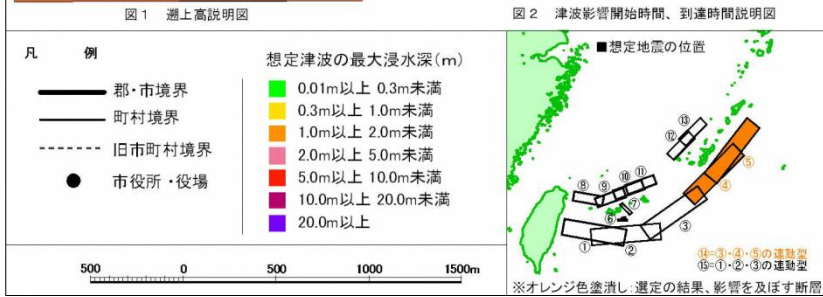 図1　遡上高説明図
図2　津波影響開始時間、到達時間説明図
凡　例
郡・市境界
町村境界
旧市町村境界
市役所・役場
想定津波の最大浸水深(m)
0.01m以上 0.3m未満
0.3m以上 1.0m未満
1.0m以上 2.0m未満
2.0m以上 5.0m未満
5.0m以上 10.0m未満
10.0m以上 20.0m未満
20.0m以上
500 0 500 1000 1500m
■想定地震の位置
⑬
⑫
⑧ ⑨ ⑩ ⑪
⑤
⑦
④
⑥
③
① ②
⑭=③・④・⑤の連動型
⑮=①・②・③の連動型
※オレンジ色塗潰し:選定の結果、影響を及ぼす断層